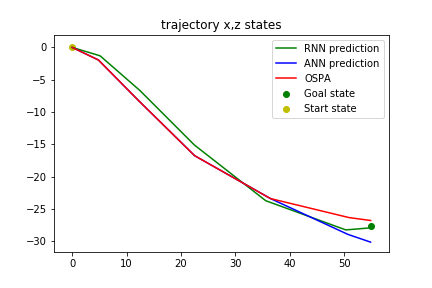 trajectory x,z states
RNN prediction
ANN prediction
OSPA
Goal state
Start state
0
−5
−10
−15
−20
−25
−30
0
10
20
30
40
50